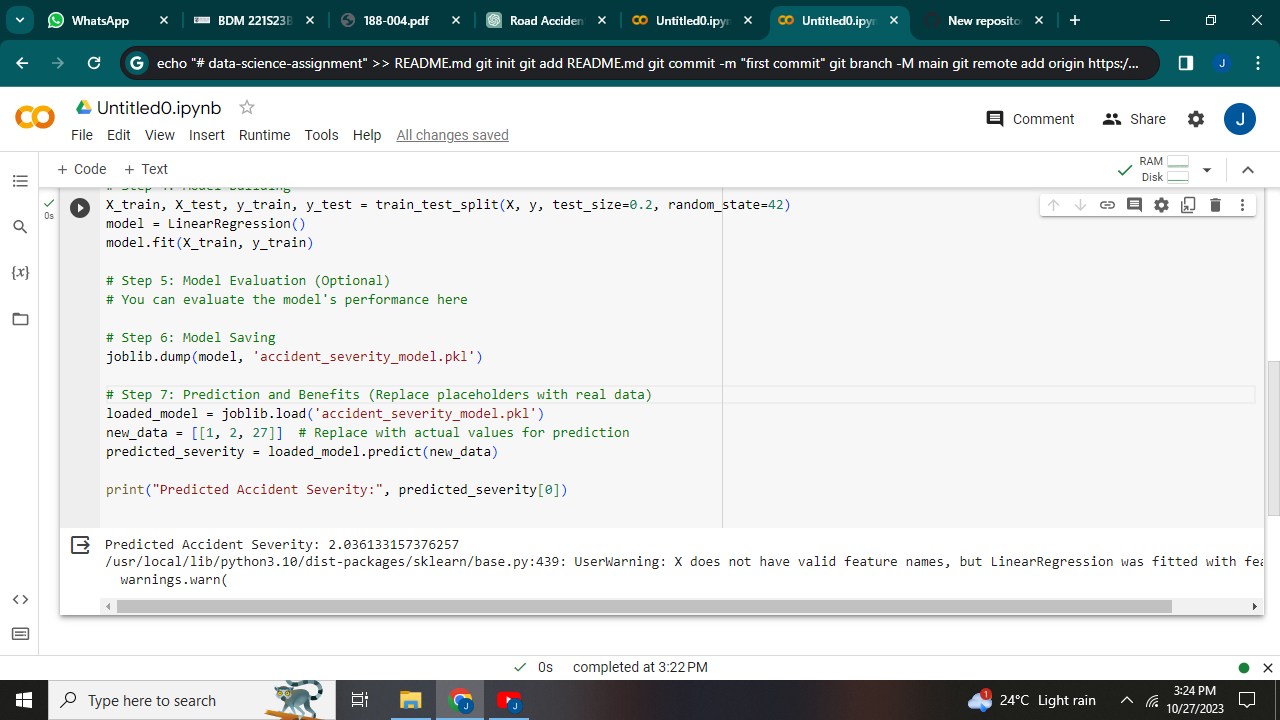 WhatsApp
BDM 221S23B
188-004.pdf
Road Acciden
Untitled0.ipyn
Untitled0.ipyn
New reposito
echo "# data-science-assignment" >> README.md git init git add README.md git commit -m "first commit" git branch -M main git remote add origin https:/...
J
Untitled0.ipynb
File Edit View Insert Runtime Tools Help All changes saved
Comment
Share
J
+ Code + Text
RAM
Disk
{x}
0s
# Step 4: Model Building
X_train, X_test, y_train, y_test = train_test_split(X, y, test_size=0.2, random_state=42)
model = LinearRegression()
model.fit(X_train, y_train)
# Step 5: Model Evaluation (Optional)
# You can evaluate the model's performance here
# Step 6: Model Saving
joblib.dump(model, 'accident_severity_model.pkl')
# Step 7: Prediction and Benefits (Replace placeholders with real data)
loaded_model = joblib.load('accident_severity_model.pkl')
new_data = [[1, 2, 27]]  # Replace with actual values for prediction
predicted_severity = loaded_model.predict(new_data)
print("Predicted Accident Severity:", predicted_severity[0])
Predicted Accident Severity: 2.036133157376257
/usr/local/lib/python3.10/dist-packages/sklearn/base.py:439: UserWarning: X does not have valid feature names, but LinearRegression was fitted with fea
warnings.warn(
0s completed at 3:22 PM
Type here to search
J
J
1
24°C Light rain
3:24 PM
10/27/2023